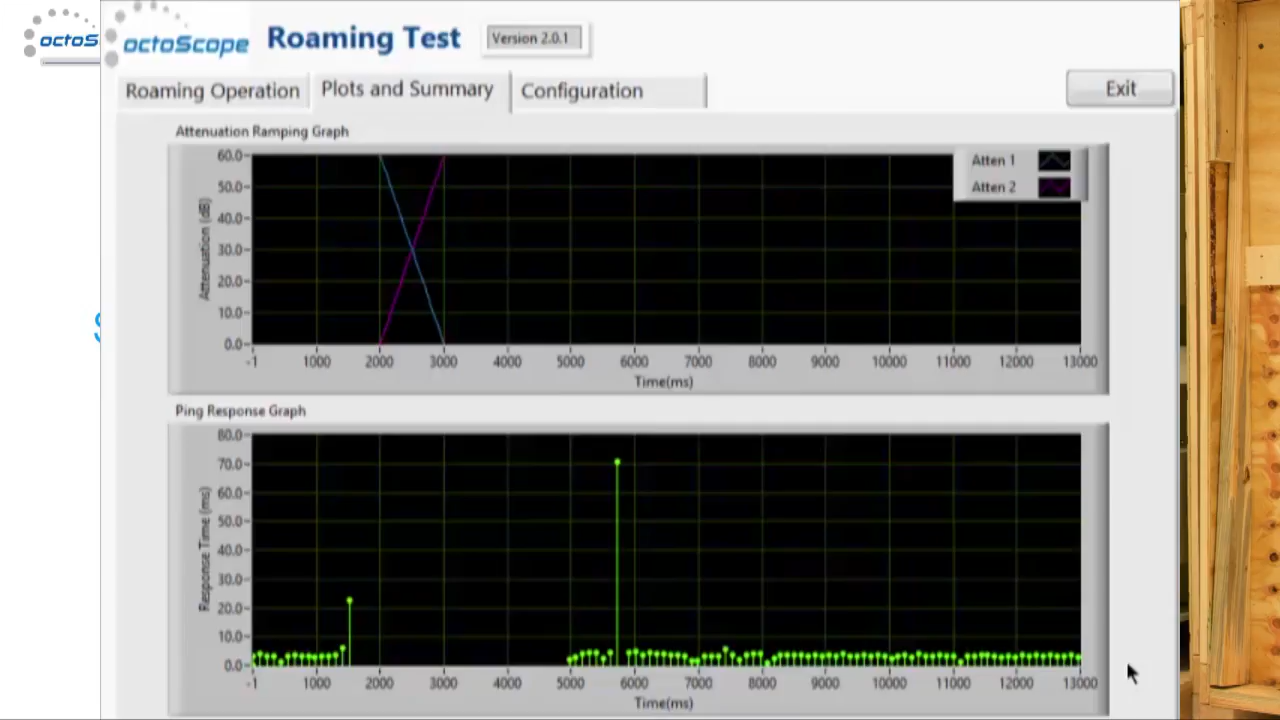 octoS
octoScope
Roaming Test
Version 2.0.1
Roaming Operation
Plots and Summary
Configuration
Exit
Attenuation Ramping Graph
Atten 1
Atten 2
60.0
50.0
40.0
30.0
20.0
10.0
0.0
Attenuation (dB)
-1 1000 2000 3000 4000 5000 6000 7000 8000 9000 10000 11000 12000 13000
Time(ms)
Ping Response Graph
80.0
70.0
60.0
50.0
40.0
30.0
20.0
10.0
0.0
Response Time (ms)
-1 1000 2000 3000 4000 5000 6000 7000 8000 9000 10000 11000 12000 13000
Time(ms)